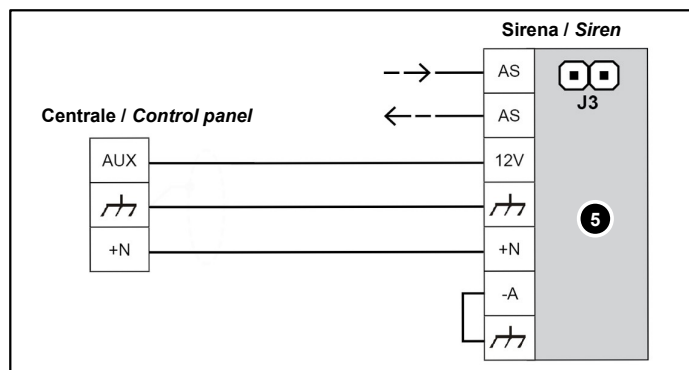 Sirena / Siren
AS
J3
AS
Centrale / Control panel
AUX
12V
5
+N
+N
-A